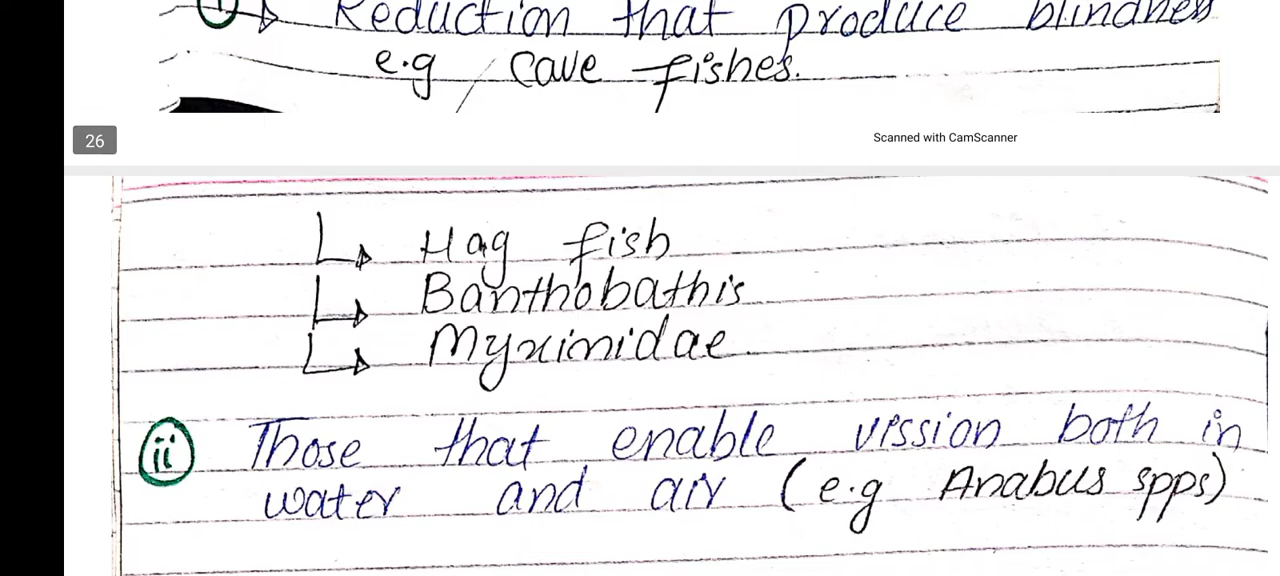 i Reduction that produce blindness
e.g cave fishes.
26
Scanned with CamScanner
Hag fish
Banthobathis
Myximidae
ii Those that enable vission both in
water and air (e.g Anabus spps)